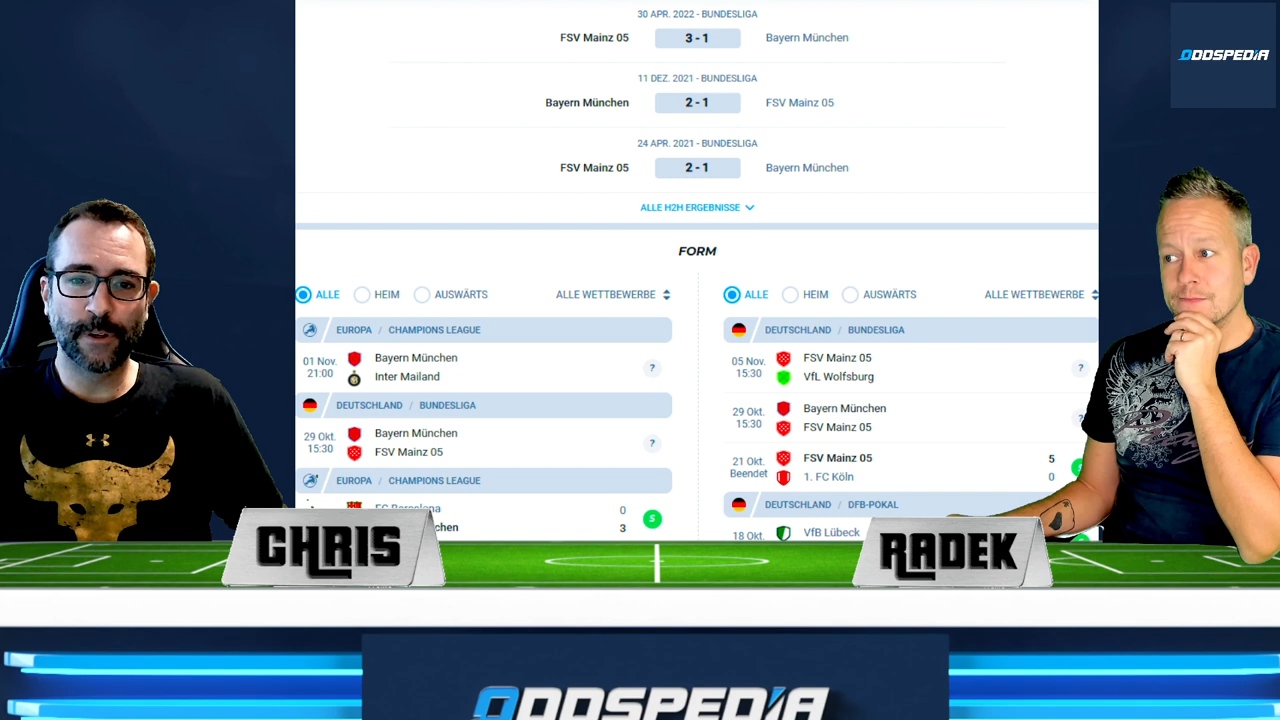 30 APR. 2022 - BUNDESLIGA
FSV Mainz 05 3 - 1 Bayern München
11 DEZ. 2021 - BUNDESLIGA
Bayern München 2 - 1 FSV Mainz 05
24 APR. 2021 - BUNDESLIGA
FSV Mainz 05 2 - 1 Bayern München
ALLE H2H ERGEBNISSE
ODDSPEDIA
FORM
ALLE HEIM AUSWÄRTS ALLE WETTBEWERBE
EUROPA / CHAMPIONS LEAGUE
01 Nov. 21:00
Bayern München
Inter Mailand
?
DEUTSCHLAND / BUNDESLIGA
29 Okt. 15:30
Bayern München
FSV Mainz 05
?
EUROPA / CHAMPIONS LEAGUE
FC Barcelona 0
chen 3
S
ALLE HEIM AUSWÄRTS ALLE WETTBEWERBE
DEUTSCHLAND / BUNDESLIGA
05 Nov. 15:30
FSV Mainz 05
VfL Wolfsburg
?
29 Okt. 15:30
Bayern München
FSV Mainz 05
?
21 Okt. Beendet
FSV Mainz 05 5
1. FC Köln 0
S
DEUTSCHLAND / DFB-POKAL
18 Okt.
VfB Lübeck
CHRIS
RADEK
ODDSPEDIA